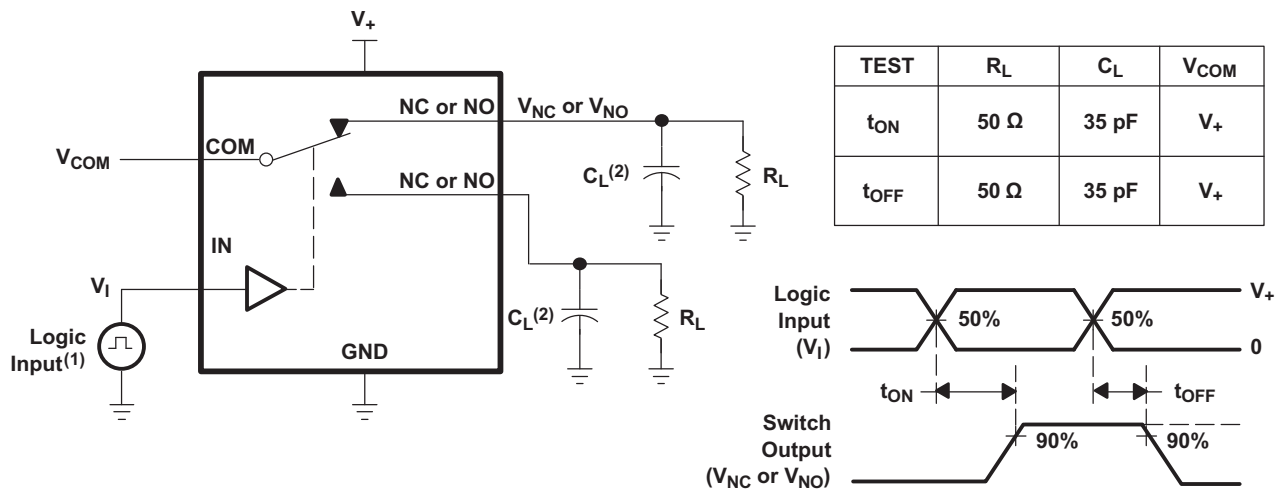 V+
NC or NO
VNC or VNO
COM
VCOM
CL(2)
RL
NC or NO
IN
VI
CL(2)
RL
Logic
Input(1)
GND
TEST RL CL VCOM
tON 50 Ω 35 pF V+
tOFF 50 Ω 35 pF V+
Logic
Input
(VI)
50%
50%
V+
0
tON
tOFF
Switch
Output
(VNC or VNO)
90%
90%